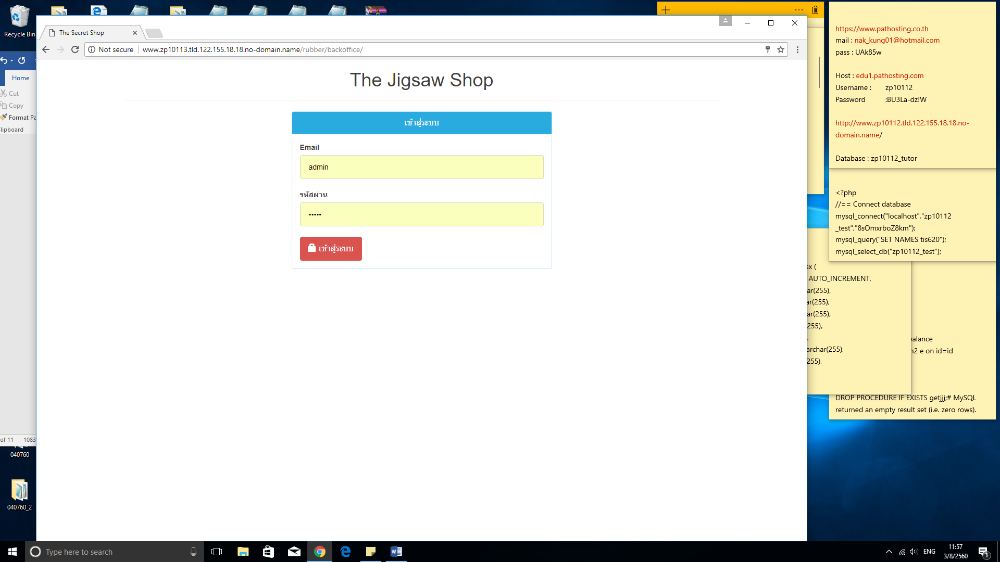 Recycle Bin
Home
Cut
Copy
Format Pa
lipboard
of 11 1083
040760
040760_2
The Secret Shop
Not secure www.zp10113.tld.122.155.18.18.no-domain.name/rubber/backoffice/
The Jigsaw Shop
เข้าสู่ระบบ
Email
admin
รหัสผ่าน
•••••
เข้าสู่ระบบ
https://www.pathosting.co.th
mail : nak_kung01@hotmail.com
pass : UAk85w
Host : edu1.pathosting.com
Username : zp10112
Password :BU3La-dz!W
http://www.zp10112.tld.122.155.18.18.no-
domain.name/
Database : zp10112_tutor
<?php
//== Connect database
mysql_connect("localhost","zp10112
_test","8sOmxrboZ8km");
mysql_query("SET NAMES tis620");
mysql_select_db("zp10112_test");
sx (
AUTO_INCREMENT,
ar(255),
ar(255),
ar(255),
255),
,
archar(255),
255),
balance
n2 e on id=id
DROP PROCEDURE IF EXISTS getjjj;# MySQL
returned an empty result set (i.e. zero rows).
Type here to search
ENG
11:57
3/8/2560
1